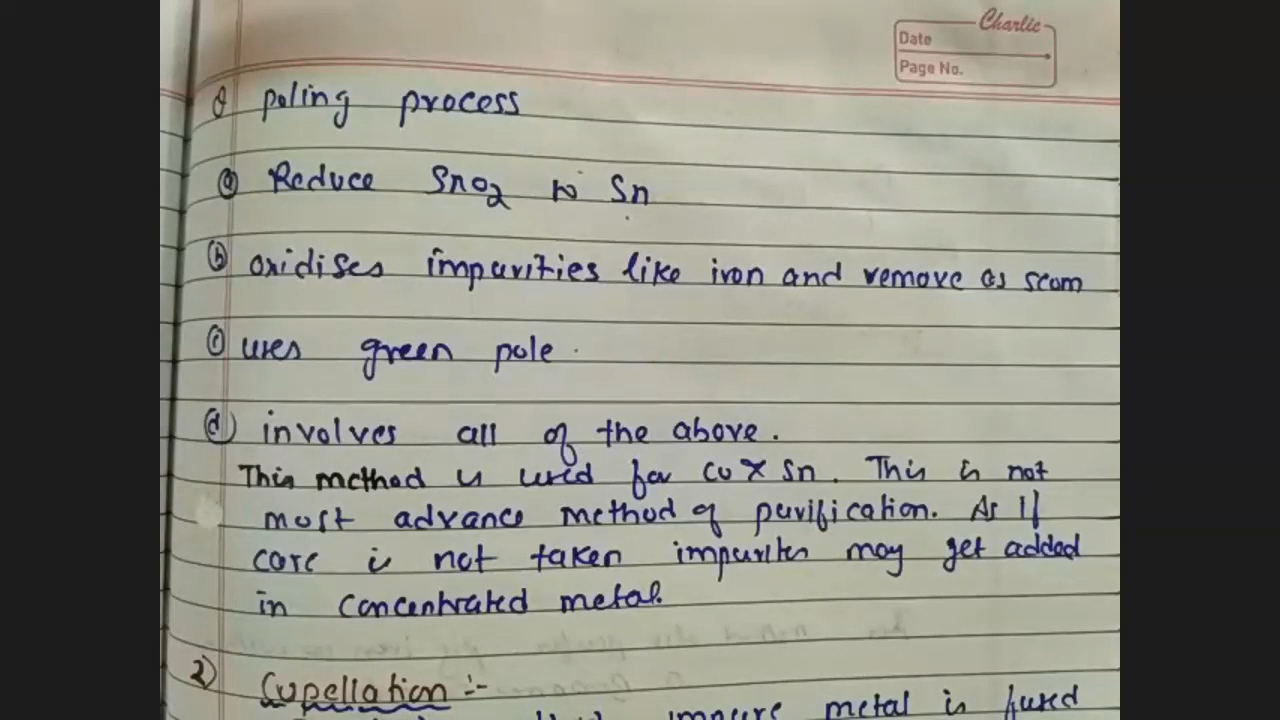 Charlie
Date
Page No.
poling process
(a) Reduce SnO2 to Sn
(b) oxidises impurities like iron and remove as scum
(c) uses green pole.
(d) involves all of the above.
This method is used for Cu & Sn. This is not
most advance method of purification. As if
care is not taken impurites may get added
in concentrated metal.
2) Cupellation :-
impure metal is fused